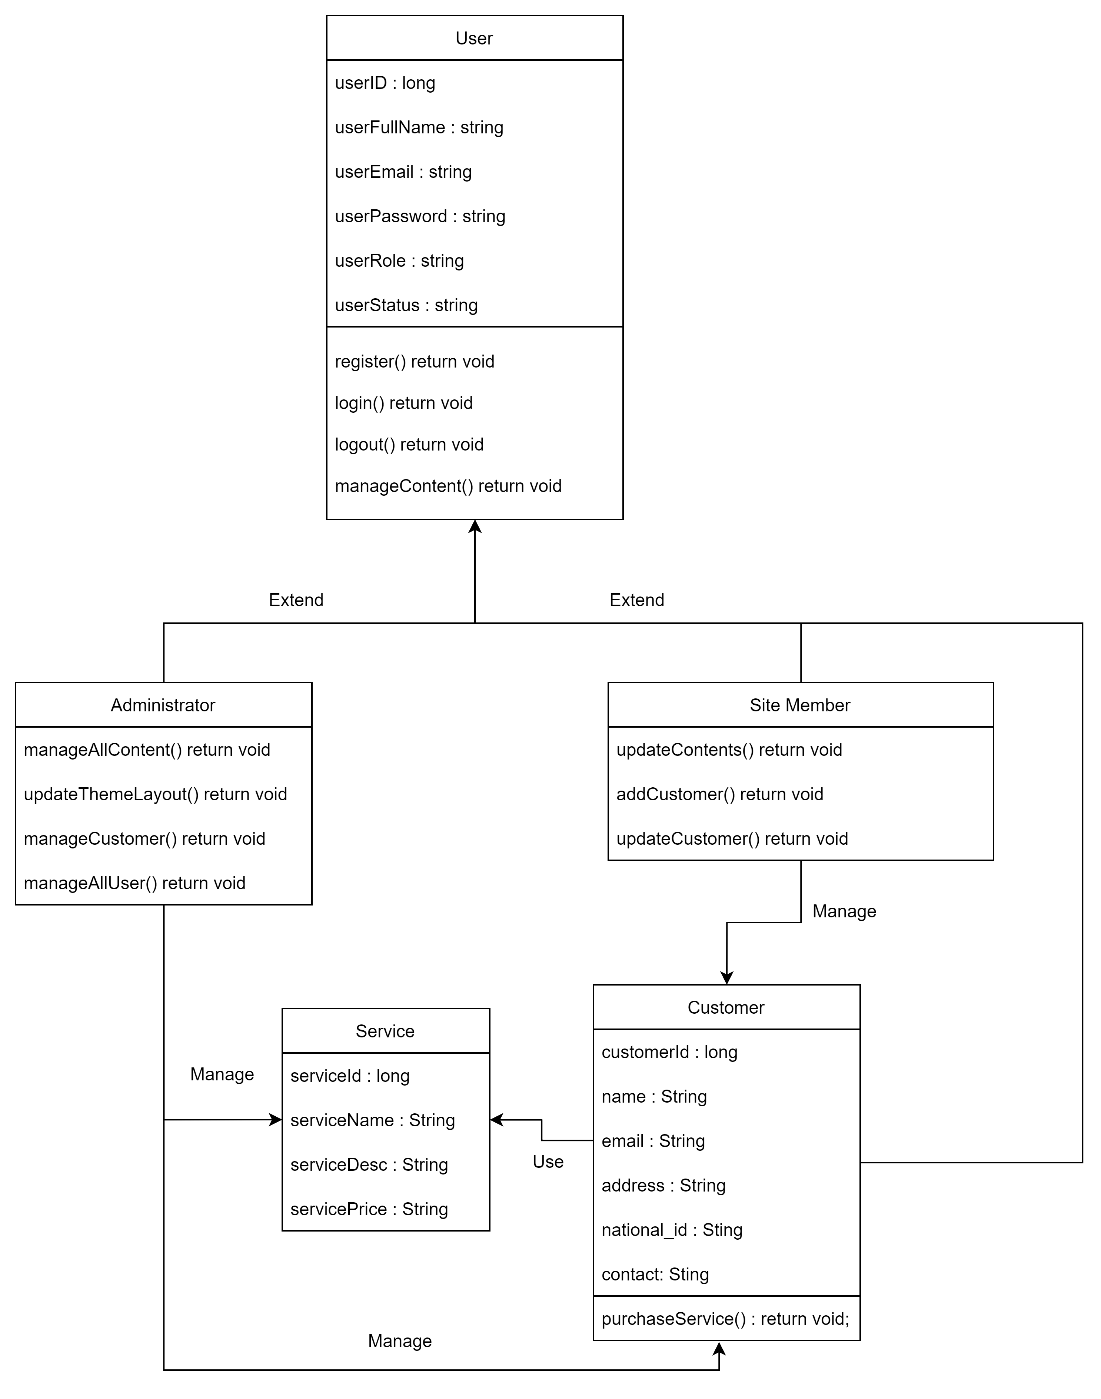 User
userID : long
userFullName : string
userEmail : string
userPassword : string
userRole : string
userStatus : string
register() return void
login() return void
logout() return void
manageContent() return void
Extend
Extend
Administrator
manageAllContent() return void
updateThemeLayout() return void
manageCustomer() return void
manageAllUser() return void
Site Member
updateContents() return void
addCustomer() return void
updateCustomer() return void
Manage
Manage
Service
serviceId : long
serviceName : String
serviceDesc : String
servicePrice : String
Use
Customer
customerId : long
name : String
email : String
address : String
national_id : Sting
contact: Sting
purchaseService() : return void;
Manage